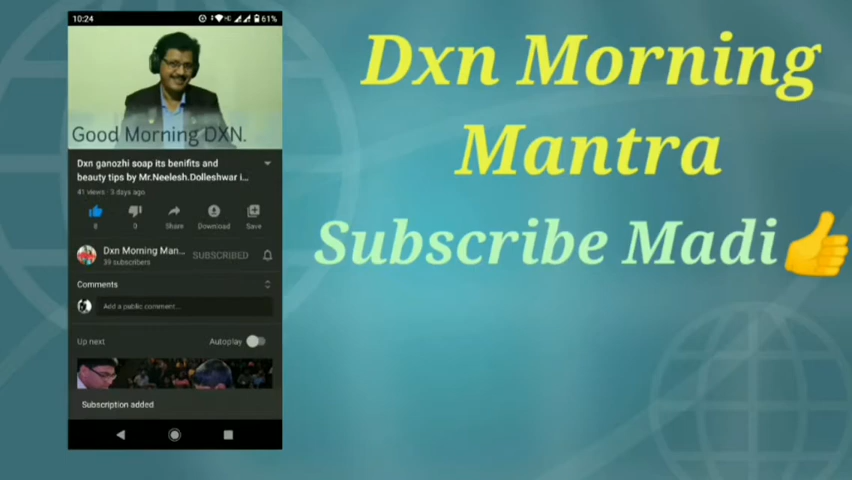 10:24
61%
Good Morning DXN.
Dxn ganozhi soap its benifits and
beauty tips by Mr.Neelesh.Dolleshwar i...
41 views · 3 days ago
8
0
Share
Download
Save
Dxn Morning Man...
SUBSCRIBED
39 subscribers
Comments
Add a public comment...
Up next
Autoplay
Subscription added
Dxn Morning
Mantra
Subscribe Madi